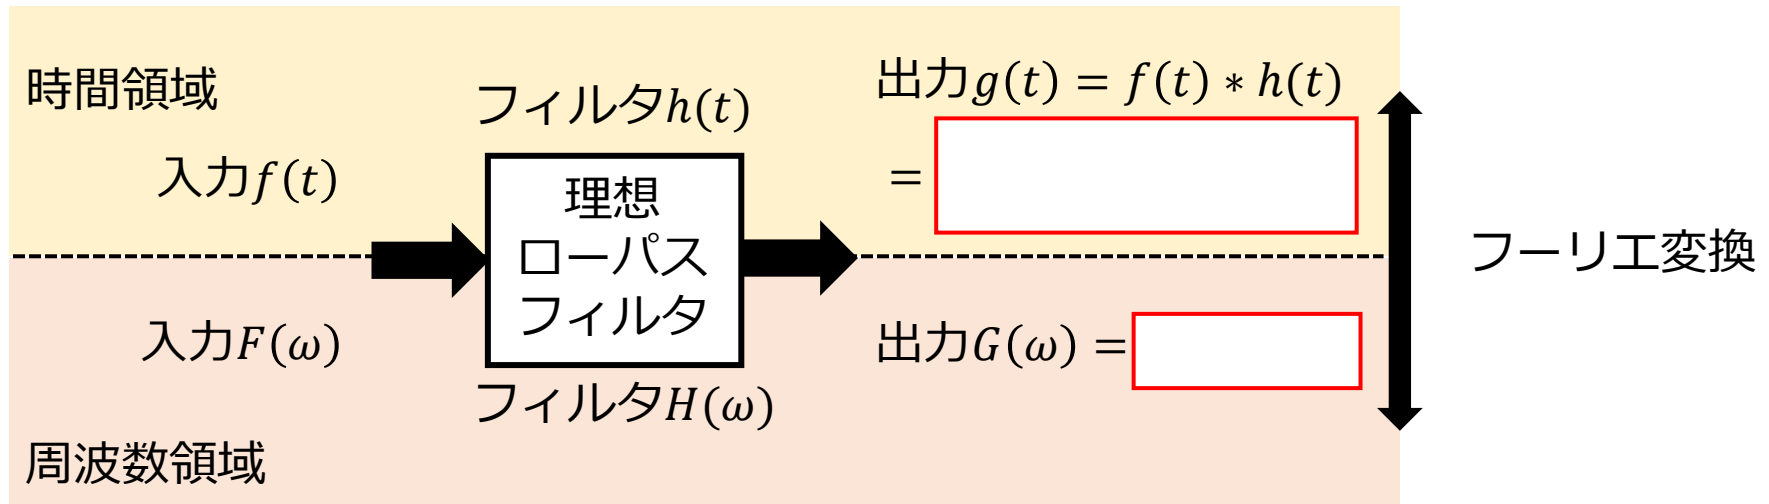 時間領域
入力f(t)
フィルタh(t)
理想
ローパス
フィルタ
出力g(t) = f(t) ∗ h(t)
=
フーリエ変換
入力F(ω)
フィルタH(ω)
出力G(ω) =
周波数領域